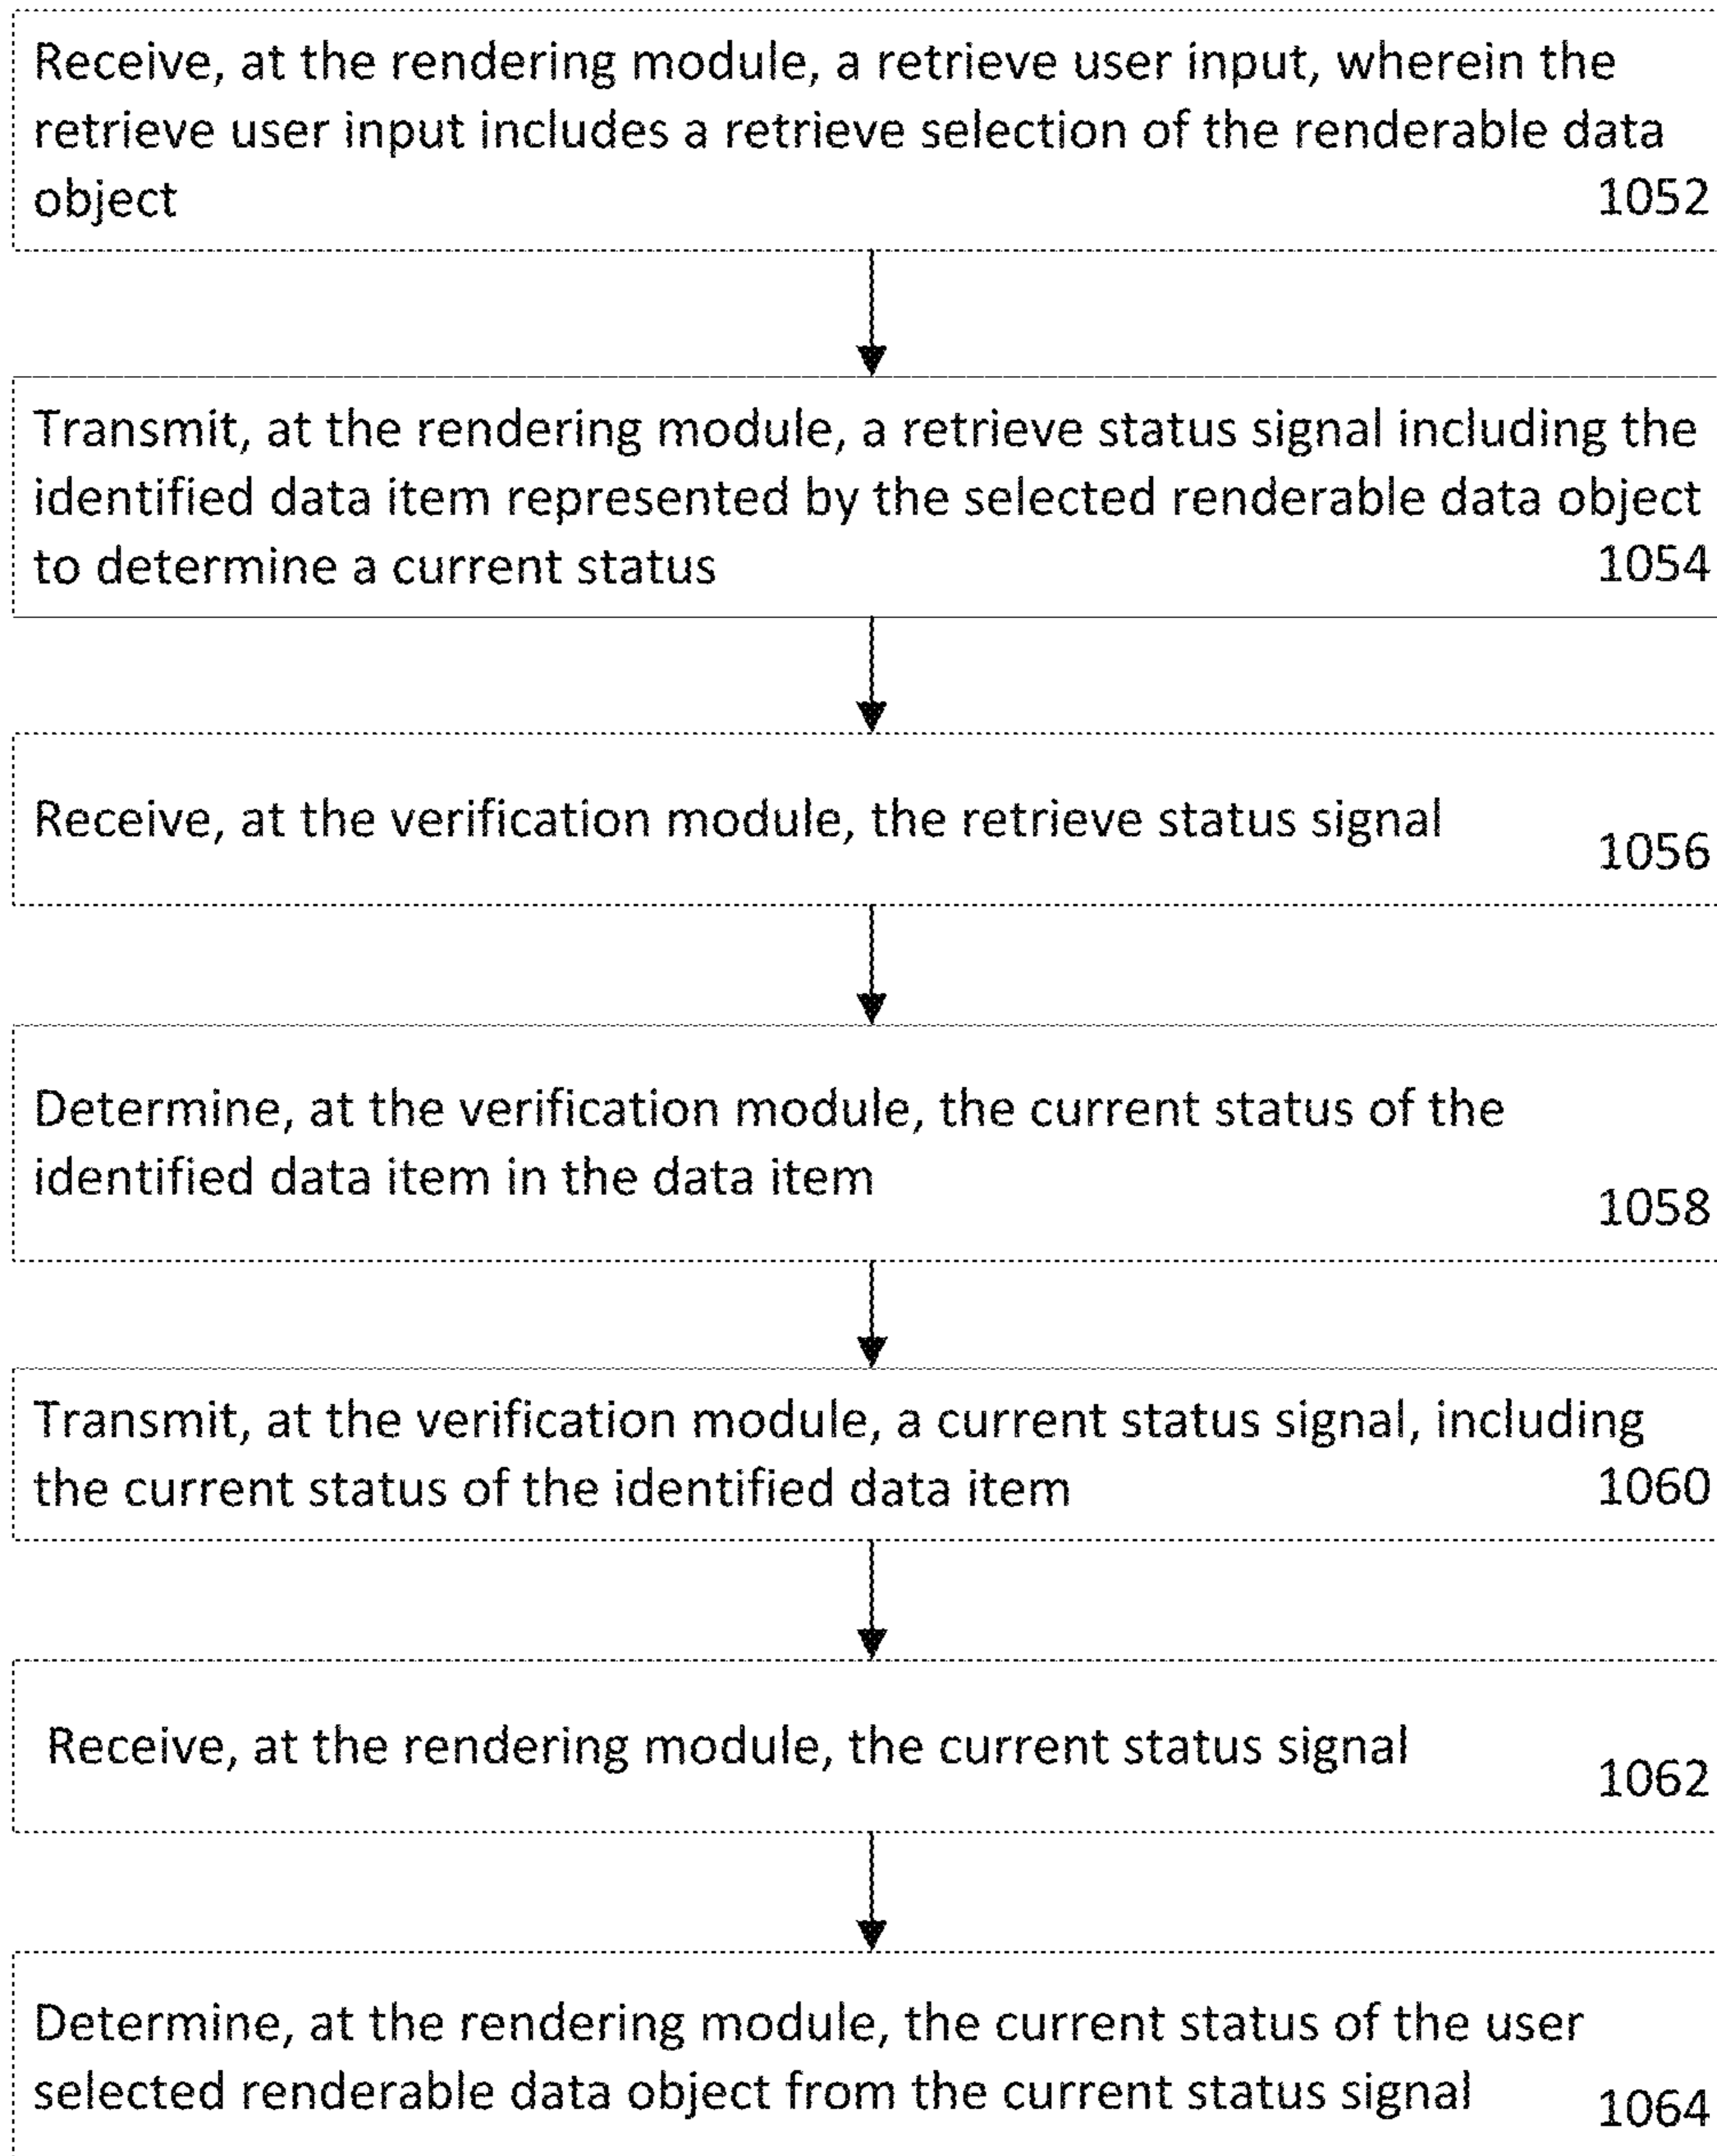 Receive, at the rendering module, a retrieve user input, wherein the
retrieve user input includes a retrieve selection of the renderable data
object 1052
Transmit, at the rendering module, a retrieve status signal including the
identified data item represented by the selected renderable data object
to determine a current status 1054
Receive, at the verification module, the retrieve status signal
1056
Determine, at the verification module, the current status of the
identified data item in the data item
1058
Transmit, at the verification module, a current status signal, including
the current status of the identified data item 1060
Receive, at the rendering module, the current status signal
1062
Determine, at the rendering module, the current status of the user
selected renderable data object from the current status signal 1064